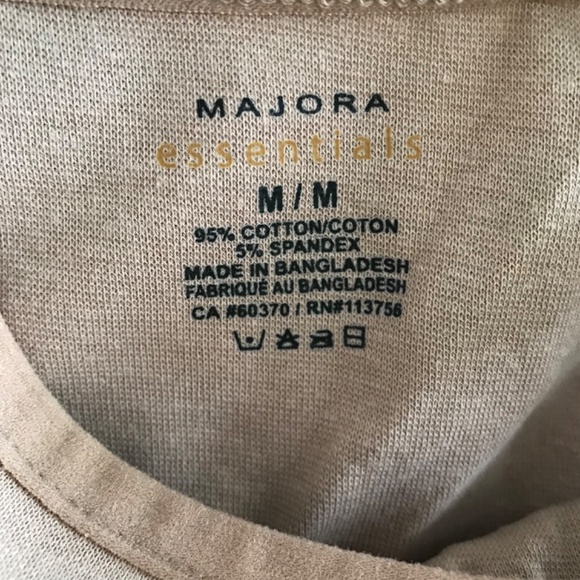 MAJORA
essentials
M/M
95% COTTON/COTON
5% SPANDEX
MADE IN BANGLADESH
FABRIQUÉ AU BANGLADESH
CA #60370 / RN#113756